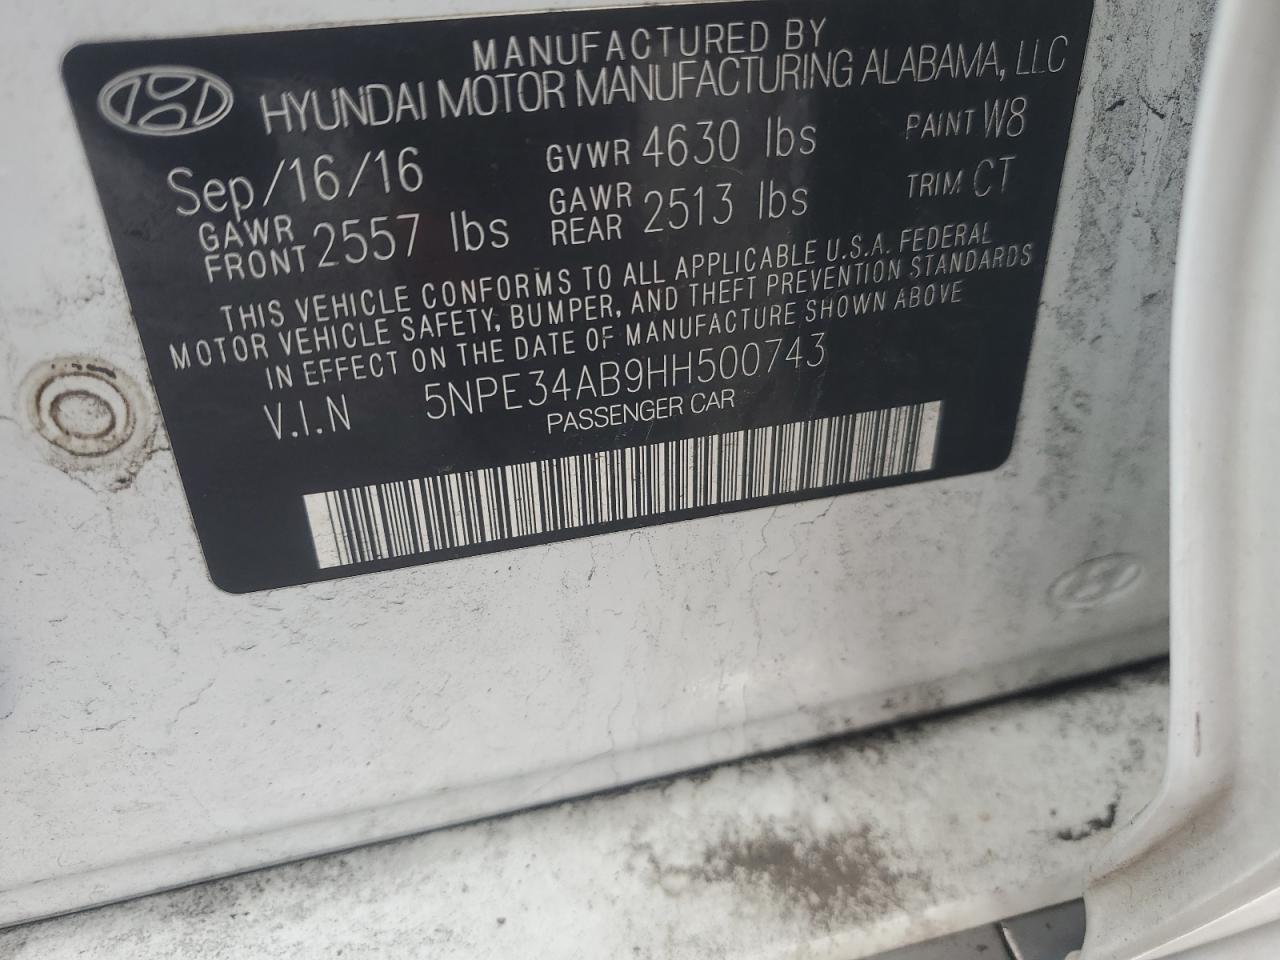 MANUFACTURED BY
HYUNDAI MOTOR MANUFACTURING ALABAMA, LLC
Sep/16/16 GVWR 4630 lbs PAINT W8
GAWR FRONT 2557 lbs GAWR REAR 2513 lbs TRIM CT
THIS VEHICLE CONFORMS TO ALL APPLICABLE U.S.A. FEDERAL
MOTOR VEHICLE SAFETY, BUMPER, AND THEFT PREVENTION STANDARDS
IN EFFECT ON THE DATE OF MANUFACTURE SHOWN ABOVE
V.I.N 5NPE34AB9HH500743
PASSENGER CAR